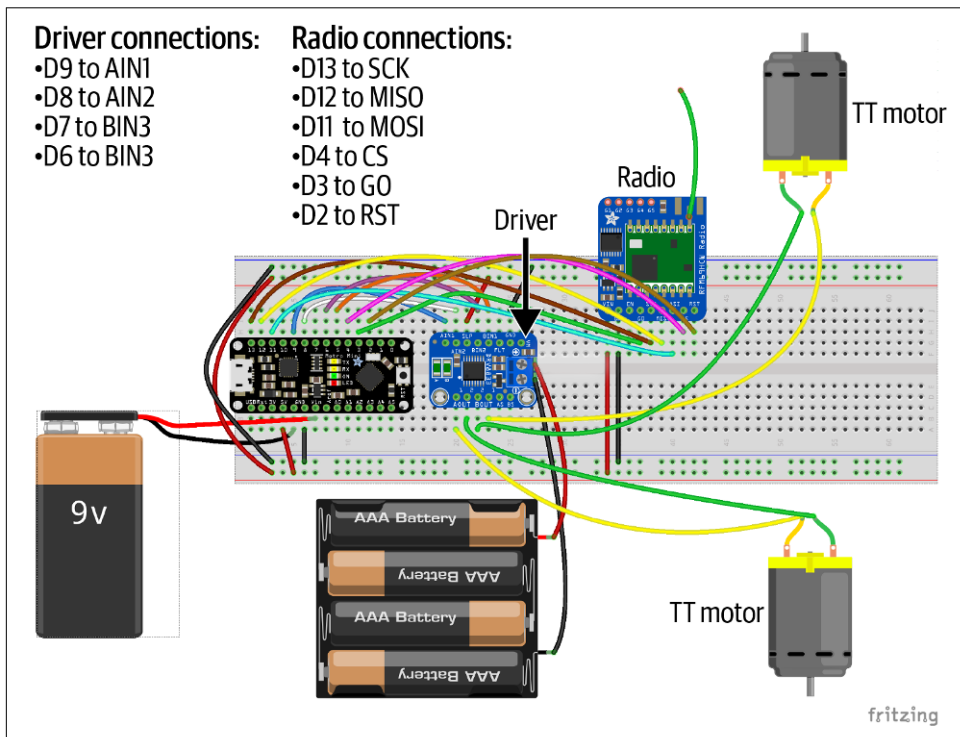 Driver connections:
•D9 to AIN1
•D8 to AIN2
•D7 to BIN3
•D6 to BIN3
Radio connections:
•D13 to SCK
•D12 to MISO
•D11 to MOSI
•D4 to CS
•D3 to GO
•D2 to RST
TT motor
Radio
Driver
RFM69HCW Radio
9v
AAA Battery
AAA Battery
AAA Battery
AAA Battery
TT motor
fritzing